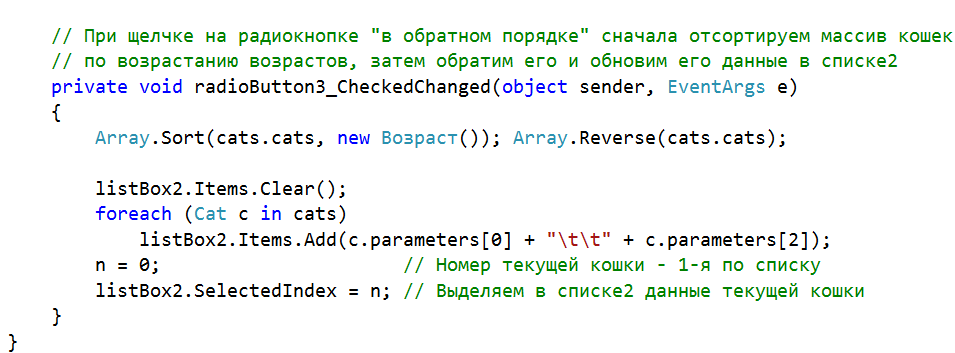 // При щелчке на радиокнопке "в обратном порядке" сначала отсортируем массив кошек
// по возрастанию возрастов, затем обратим его и обновим его данные в списке2
private void radioButton3_CheckedChanged(object sender, EventArgs e)
{
Array.Sort(cats.cats, new Возраст()); Array.Reverse(cats.cats);
listBox2.Items.Clear();
foreach (Cat c in cats)
listBox2.Items.Add(c.parameters[0] + "\t\t" + c.parameters[2]);
n = 0; // Номер текущей кошки - 1-я по списку
listBox2.SelectedIndex = n; // Выделяем в списке2 данные текущей кошки
}
}